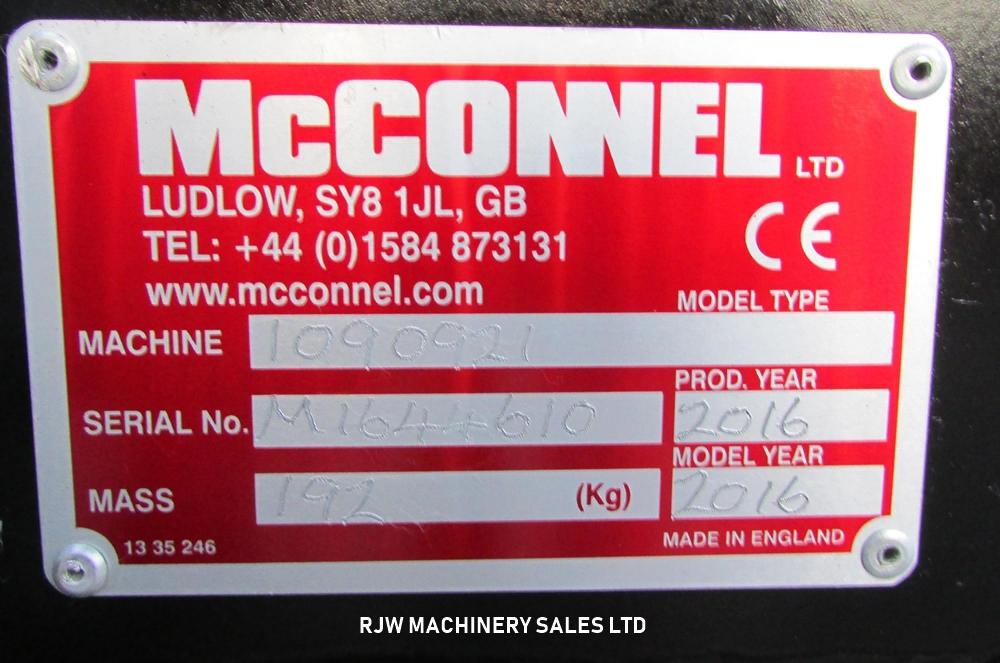 McCONNEL LTD
LUDLOW, SY8 1JL, GB
TEL: +44 (0)1584 873131
www.mcconnel.com
CE
MODEL TYPE
MACHINE 1090921
PROD. YEAR
SERIAL No. M1644610 2016
MODEL YEAR
MASS 192 (Kg) 2016
13 35 246 MADE IN ENGLAND
RJW MACHINERY SALES LTD